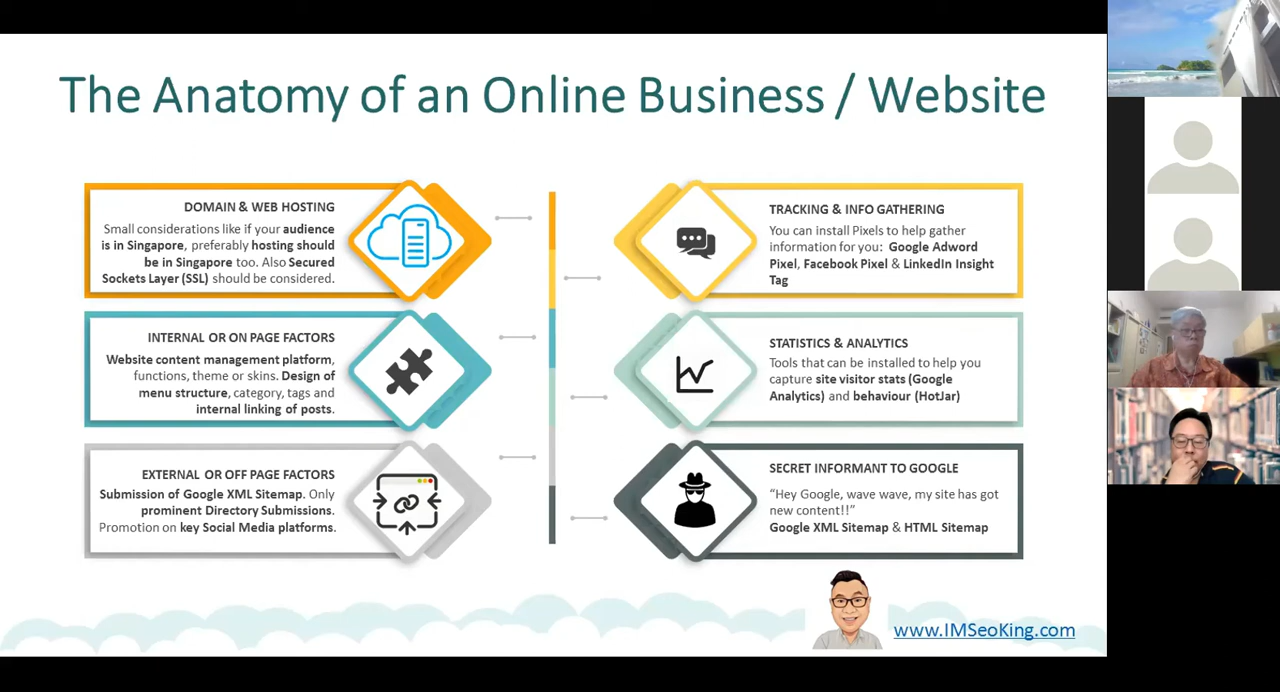 The Anatomy of an Online Business / Website
DOMAIN & WEB HOSTING
Small considerations like if your audience
is in Singapore, preferably hosting should
be in Singapore too. Also Secured
Sockets Layer (SSL) should be considered.
INTERNAL OR ON PAGE FACTORS
Website content management platform,
functions, theme or skins. Design of
menu structure, category, tags and
internal linking of posts.
EXTERNAL OR OFF PAGE FACTORS
Submission of Google XML Sitemap. Only
prominent Directory Submissions.
Promotion on key Social Media platforms.
TRACKING & INFO GATHERING
You can install Pixels to help gather
information for you: Google Adword
Pixel, Facebook Pixel & LinkedIn Insight
Tag
STATISTICS & ANALYTICS
Tools that can be installed to help you
capture site visitor stats (Google
Analytics) and behaviour (HotJar)
SECRET INFORMANT TO GOOGLE
“Hey Google, wave wave, my site has got
new content!!”
Google XML Sitemap & HTML Sitemap
www.IMSeoKing.com